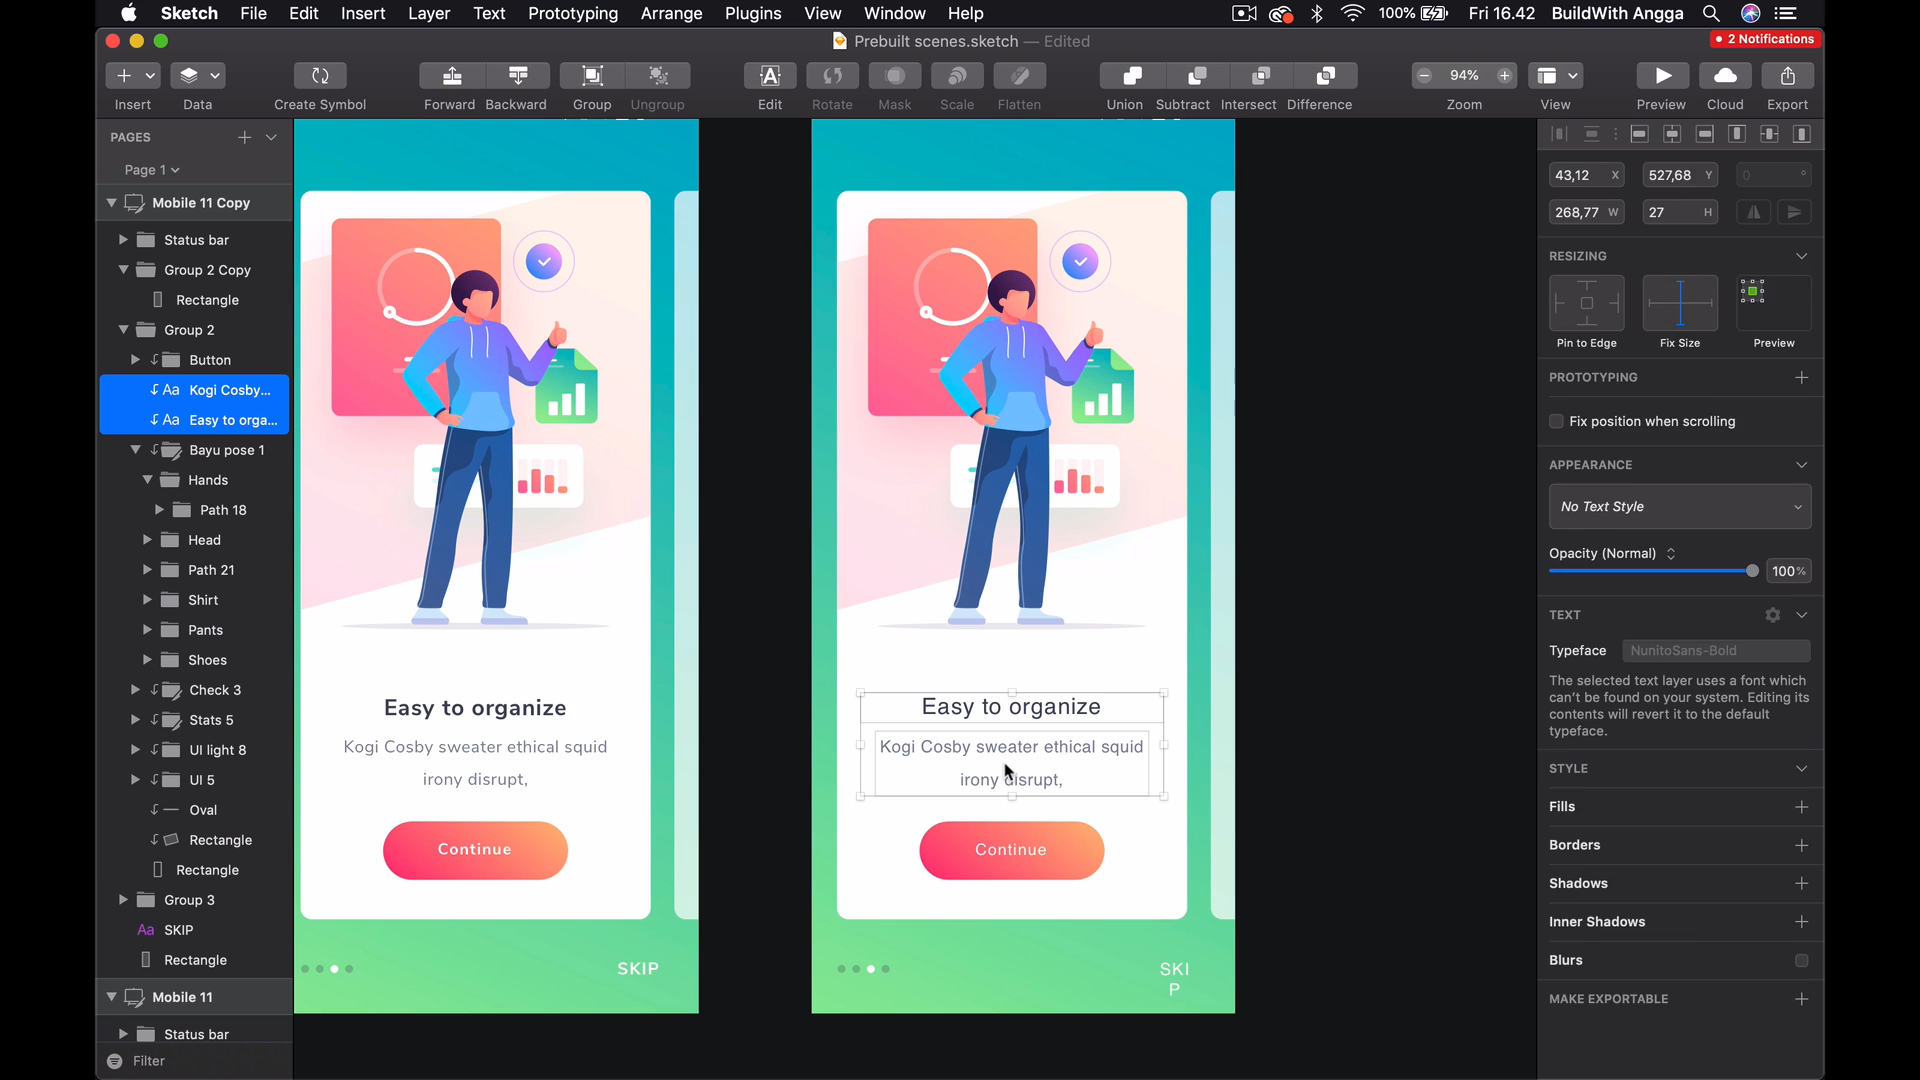 Sketch File Edit Insert Layer Text Prototyping Arrange Plugins View Window Help
100% Fri 16.42 BuildWith Angga
Prebuilt scenes.sketch — Edited
2 Notifications
94%
Insert Data Create Symbol Forward Backward Group Ungroup Edit Rotate Mask Scale Flatten Union Subtract Intersect Difference Zoom View Preview Cloud Export
PAGES
Page 1
Mobile 11 Copy
Status bar
Group 2 Copy
Rectangle
Group 2
Button
Aa Kogi Cosby...
Aa Easy to orga...
Bayu pose 1
Hands
Path 18
Head
Path 21
Shirt
Pants
Shoes
Check 3
Stats 5
UI light 8
UI 5
Oval
Rectangle
Rectangle
Group 3
Aa SKIP
Rectangle
Mobile 11
Status bar
Filter
Easy to organize
Kogi Cosby sweater ethical squid
irony disrupt,
Continue
SKIP
Easy to organize
Kogi Cosby sweater ethical squid
irony disrupt,
Continue
SKI
P
43,12 X 527,68 Y 0 °
268,77 W 27 H
RESIZING
Pin to Edge Fix Size Preview
PROTOTYPING
Fix position when scrolling
APPEARANCE
No Text Style
Opacity (Normal)
100%
TEXT
Typeface NunitoSans-Bold
The selected text layer uses a font which
can't be found on your system. Editing its
contents will revert it to the default
typeface.
STYLE
Fills
Borders
Shadows
Inner Shadows
Blurs
MAKE EXPORTABLE